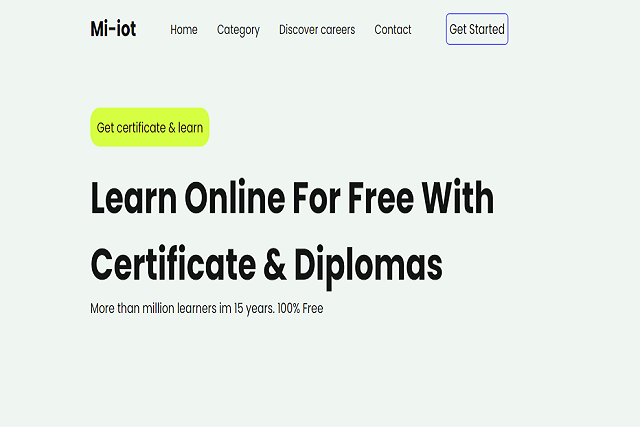 Mi-iot Home Category Discover careers Contact Get Started
Get certificate & learn
Learn Online For Free With
Certificate & Diplomas
More than million learners im 15 years. 100% Free